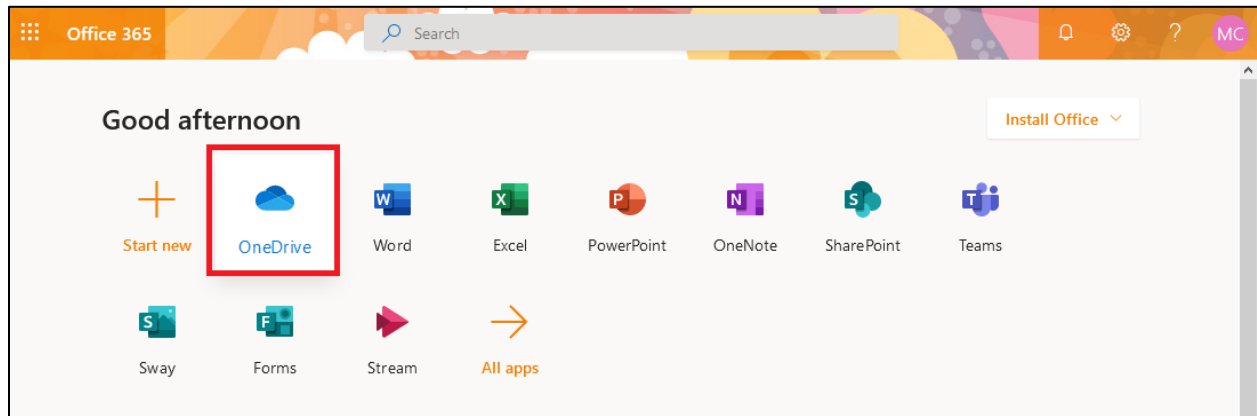 Office 365
Search
?
MC
Good afternoon
Install Office
W
X
P
N
S
T
Start new
OneDrive
Word
Excel
PowerPoint
OneNote
SharePoint
Teams
S
F
Sway
Forms
Stream
All apps